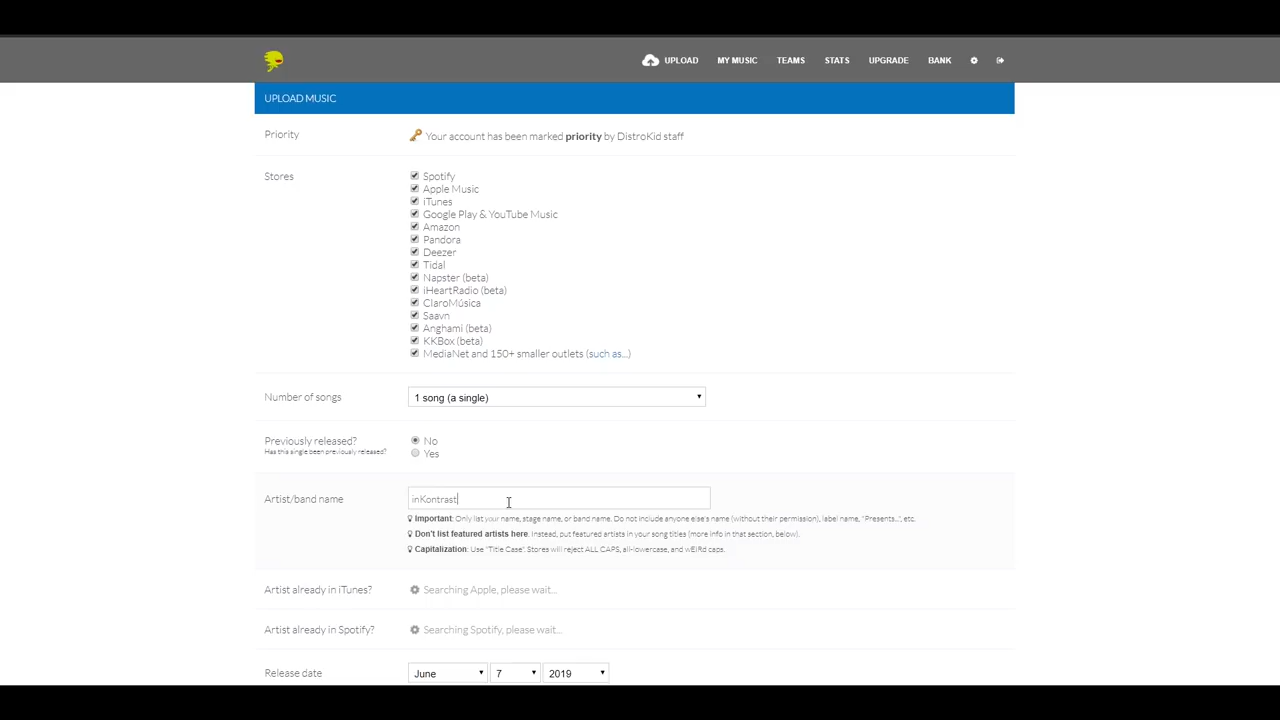 UPLOAD MY MUSIC TEAMS STATS UPGRADE BANK
UPLOAD MUSIC
Priority Your account has been marked priority by DistroKid staff
Stores
Spotify
Apple Music
iTunes
Google Play & YouTube Music
Amazon
Pandora
Deezer
Tidal
Napster (beta)
iHeartRadio (beta)
ClaroMúsica
Saavn
Anghami (beta)
KKBox (beta)
MediaNet and 150+ smaller outlets (such as...)
Number of songs 1 song (a single)
Previously released? No
Has this single been previously released?
Yes
Artist/band name inKontrast
Important: Only list your name, stage name, or band name. Do not include anyone else's name (without their permission), label name, "Presents...", etc.
Don't list featured artists here. Instead, put featured artists in your song titles (more info in that section, below).
Capitalization: Use "Title Case". Stores will reject ALL CAPS, all-lowercase, and wEIRd caps.
Artist already in iTunes? Searching Apple, please wait...
Artist already in Spotify? Searching Spotify, please wait...
Release date June 7 2019